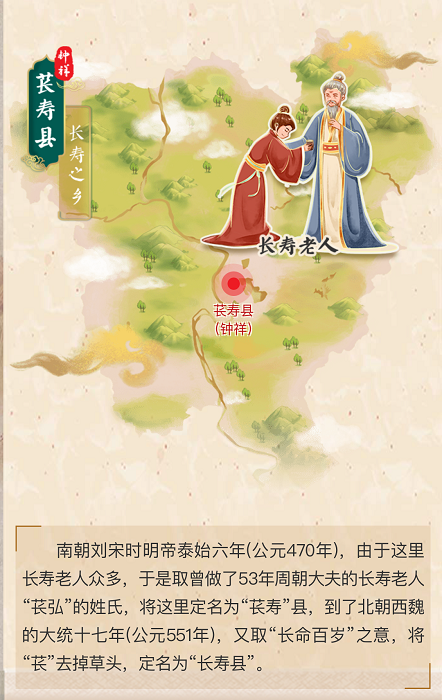 钟祥
苌寿县
长寿之乡
长寿老人
苌寿县
(钟祥)
南朝刘宋时明帝泰始六年(公元470年)，由于这里
长寿老人众多，于是取曾做了53年周朝大夫的长寿老人
“苌弘”的姓氏，将这里定名为“苌寿”县，到了北朝西魏
的大统十七年(公元551年)，又取“长命百岁”之意，将
“苌”去掉草头，定名为“长寿县”。